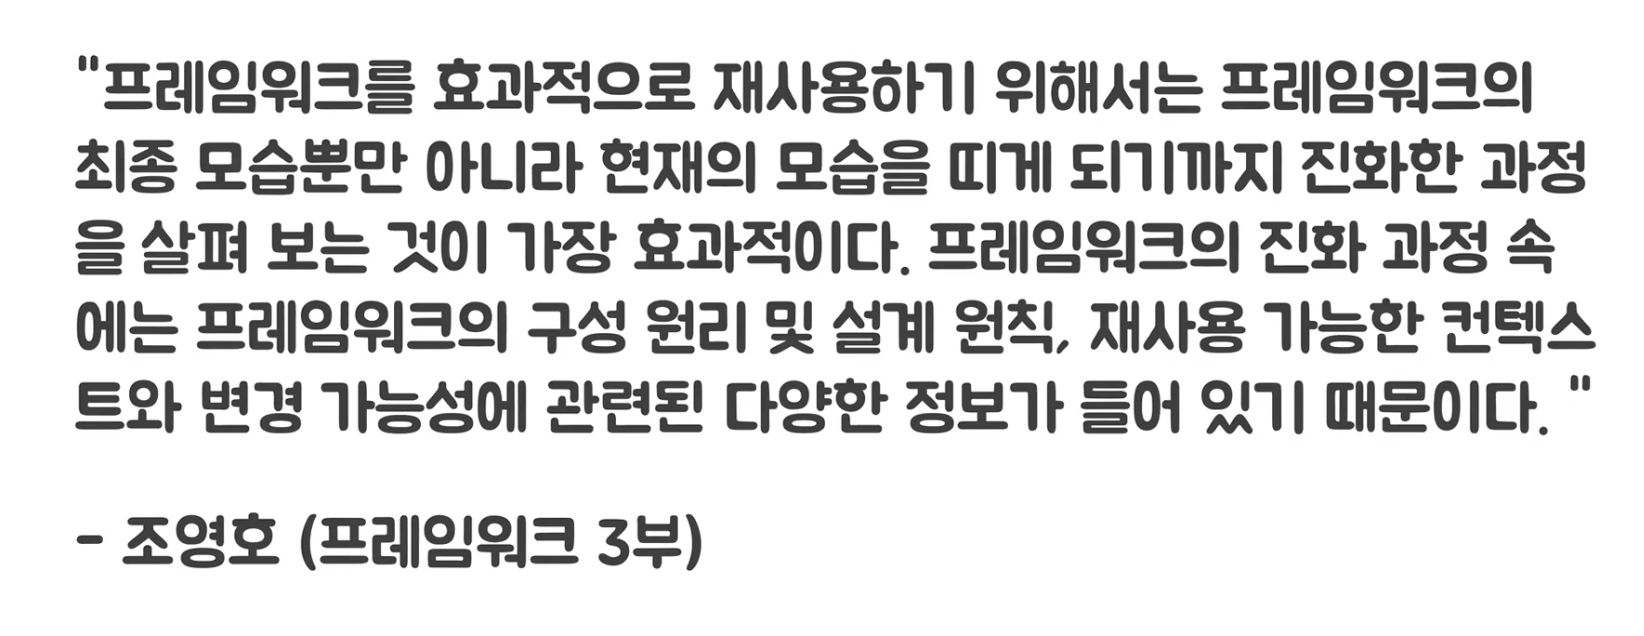 "프레임워크를 효과적으로 재사용하기 위해서는 프레임워크의
최종 모습뿐만 아니라 현재의 모습을 띠게 되기까지 진화한 과정
을 살펴 보는 것이 가장 효과적이다. 프레임워크의 진화 과정 속
에는 프레임워크의 구성 원리 및 설계 원칙, 재사용 가능한 컨텍스
트와 변경 가능성에 관련된 다양한 정보가 들어 있기 때문이다. "
- 조영호 (프레임워크 3부)